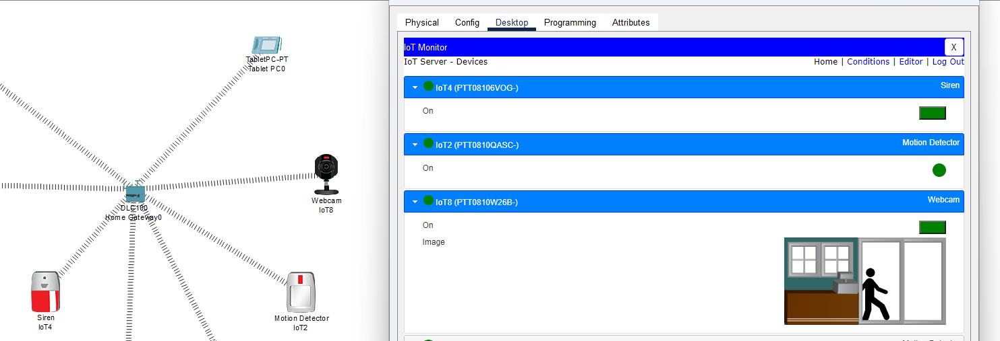 TabletPC-PT
Tablet PC0
Webcam
IoT8
DLC100
Home Gateway0
Siren
IoT4
Motion Detector
IoT2
Physical Config Desktop Programming Attributes
IoT Monitor X
IoT Server - Devices Home | Conditions | Editor | Log Out
IoT4 (PTT08106VOG-) Siren
On
IoT2 (PTT0810QASC-) Motion Detector
On
IoT8 (PTT0810W26B-) Webcam
On
Image